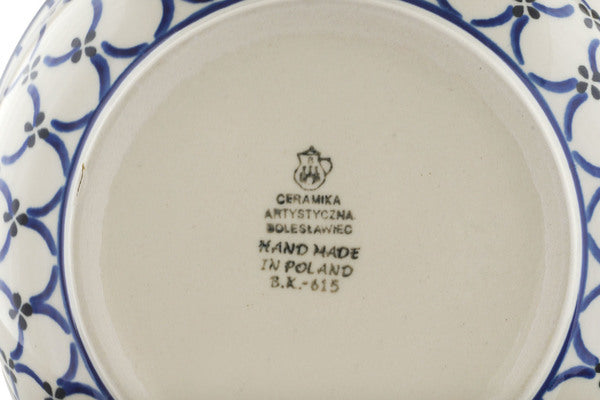 CERAMIKA
ARTYSTYCZNA
BOLESŁAWIEC
HAND MADE
IN POLAND
B.K.-615